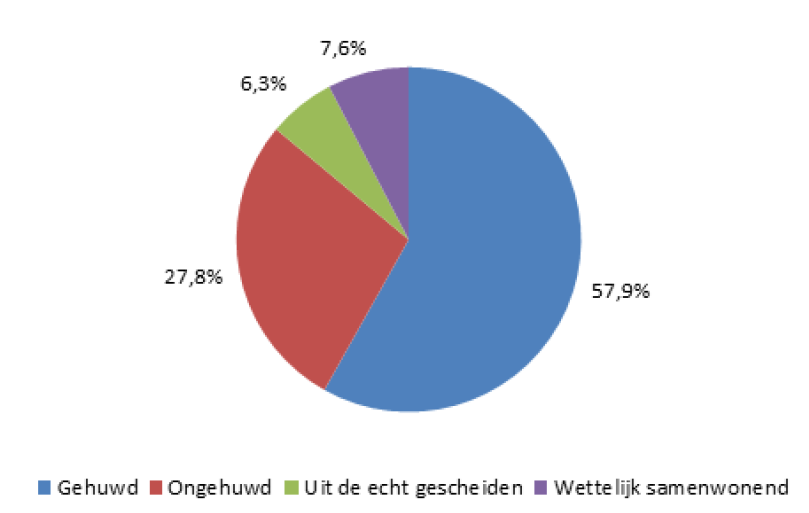 7,6%
6,3%
27,8%
57,9%
Gehuwd Ongehuwd Uit de echt gescheiden Wettelijk samenwonend